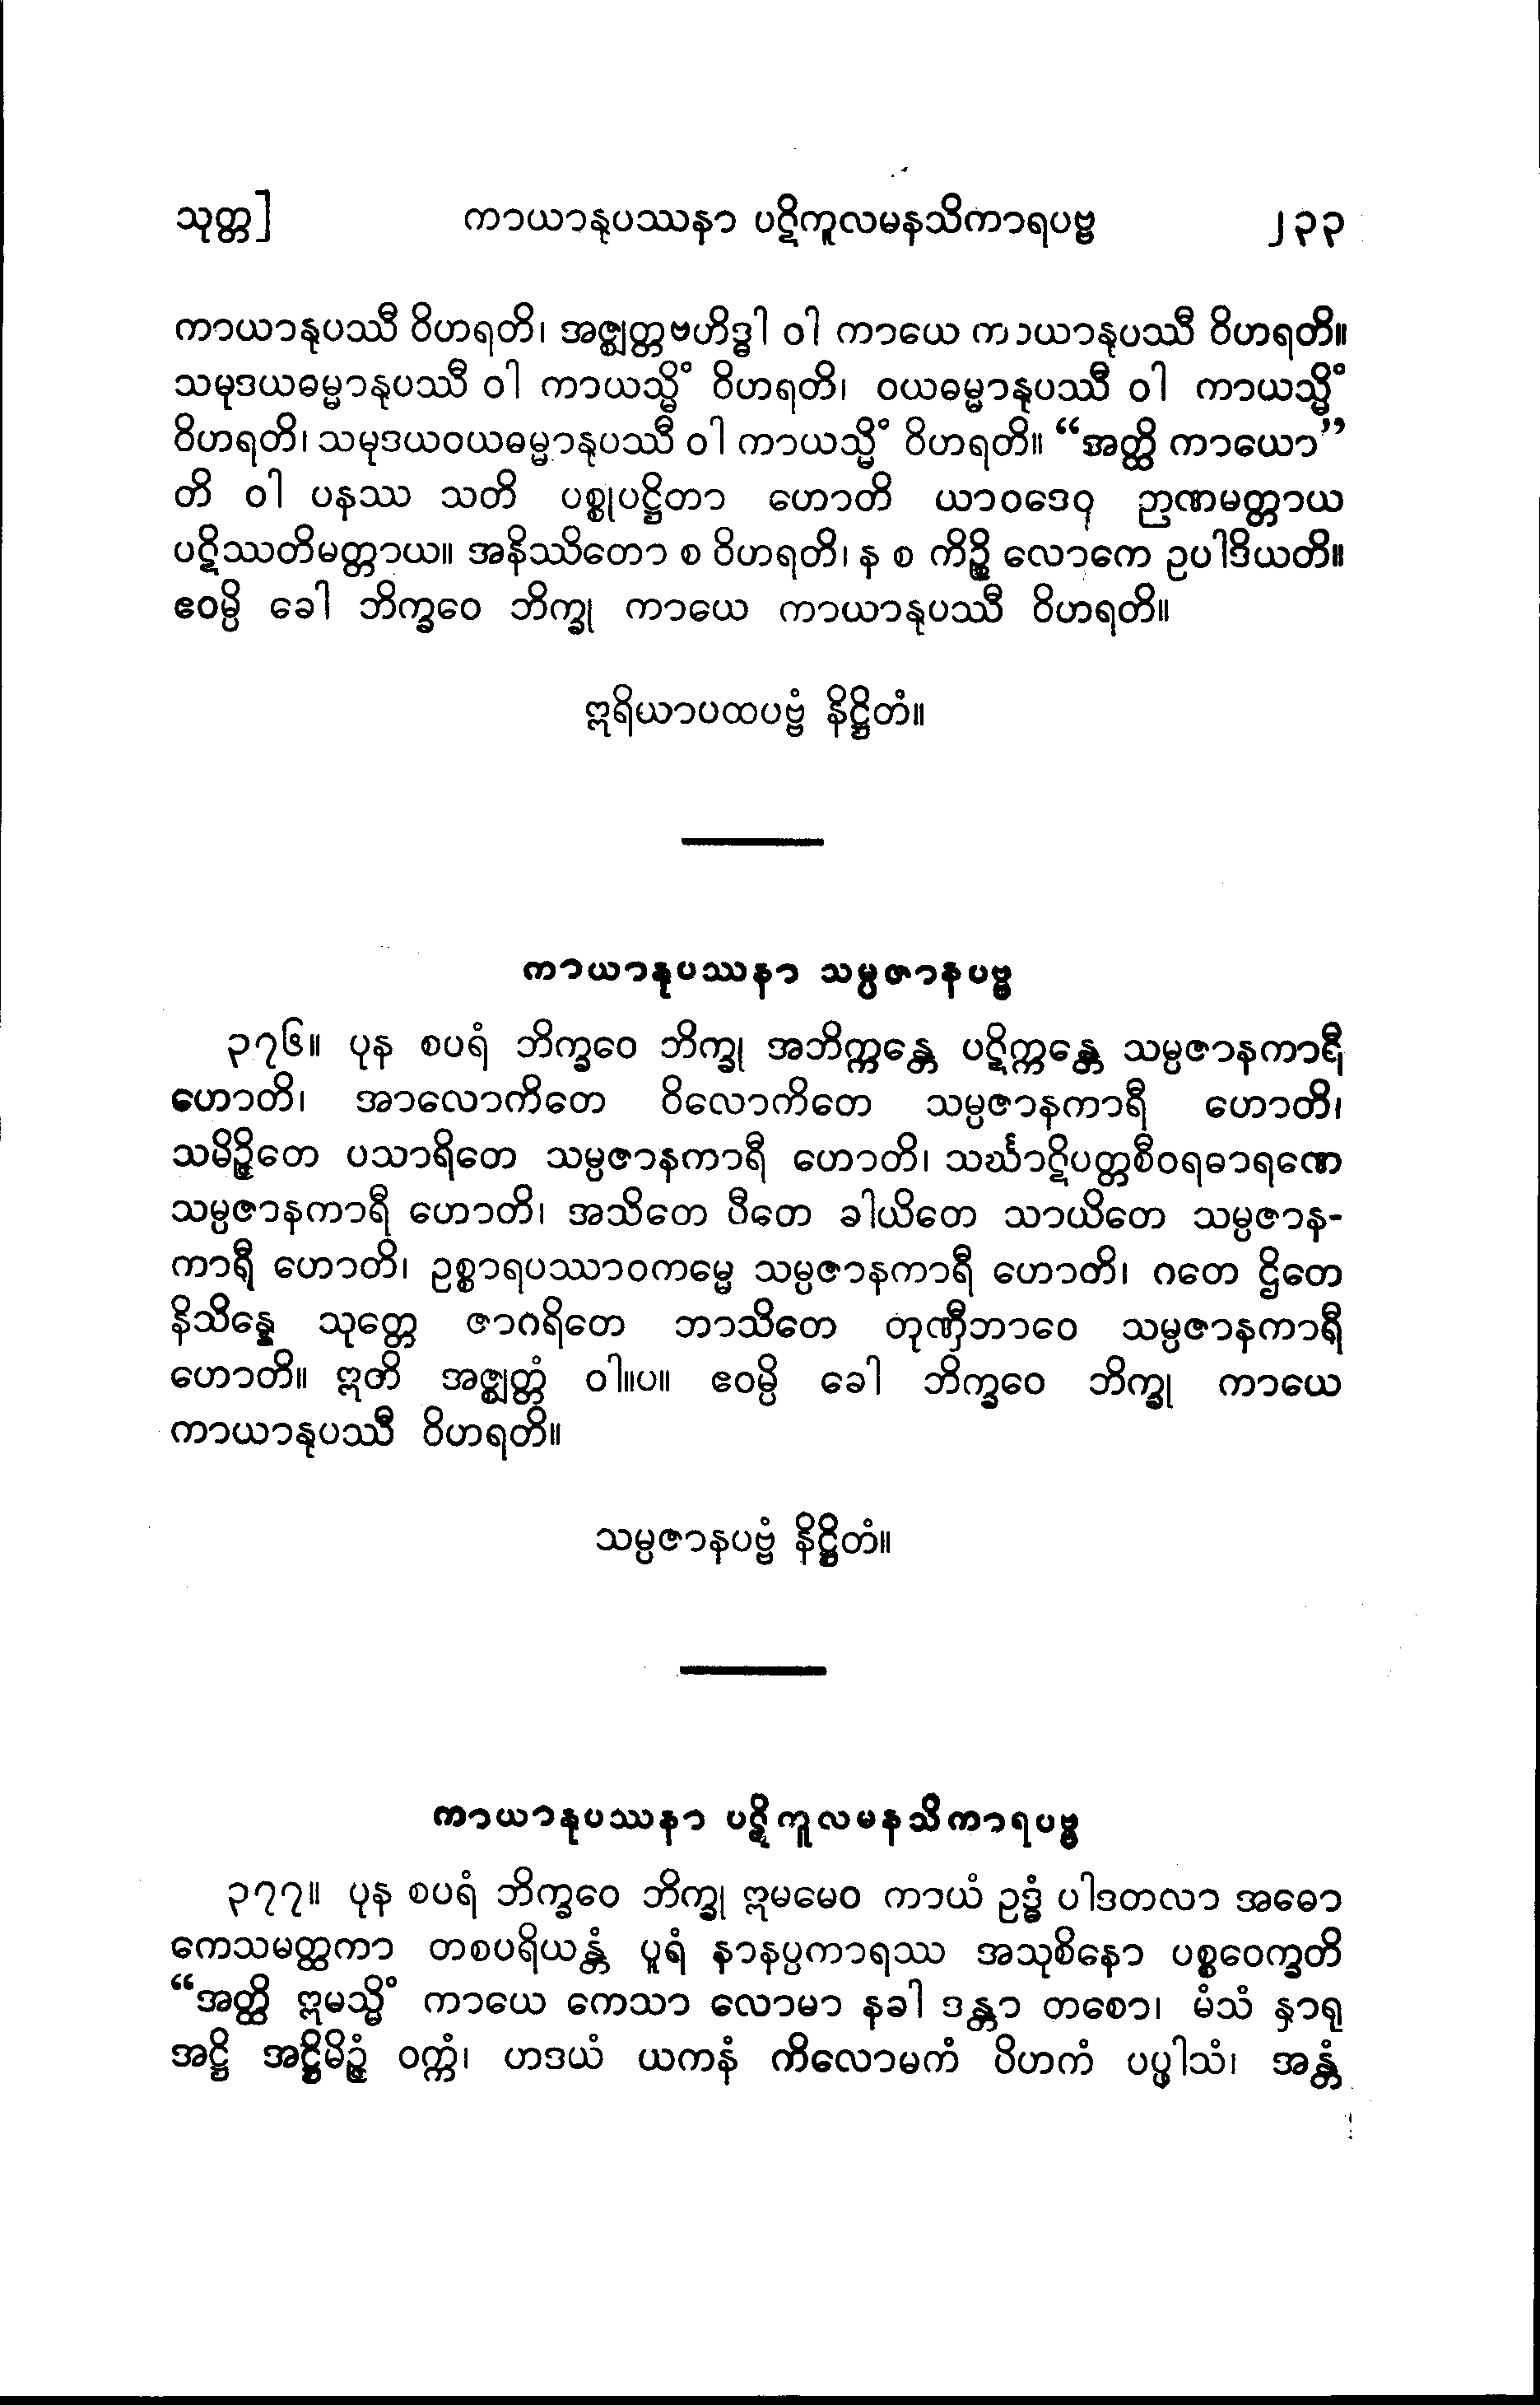 သုတ္တ] ကာယာနုပဿနာ ပဋိကူလမနသိကာရပဗ္ဗ ၂၃၃
ကာယာနုပဿီ ဝိဟရတိ၊ အဇ္ဈတ္တဗဟိဒ္ဓါ ဝါ ကာယေ ကာယာနုပဿီ ဝိဟရတိ။
သမုဒယဓမ္မာနုပဿီ ဝါ ကာယသ္မိံ ဝိဟရတိ၊ ဝယဓမ္မာနုပဿီ ဝါ ကာယသ္မိံ
ဝိဟရတိ၊ သမုဒယဝယဓမ္မာနုပဿီ ဝါ ကာယသ္မိံ ဝိဟရတိ။ “အတ္ထိ ကာယော”
တိ ဝါ ပနဿ သတိ ပစ္စုပဋ္ဌိတာ ဟောတိ ယာဝဒေဝ ဉာဏမတ္တာယ
ပဋိဿတိမတ္တာယ။ အနိဿိတော စ ဝိဟရတိ၊ န စ ကိဉ္စိ လောကေ ဥပါဒိယတိ။
ဧဝမ္ပိ ခေါ ဘိက္ခဝေ ဘိက္ခု ကာယေ ကာယာနုပဿီ ဝိဟရတိ။
ဣရိယာပထပဗ္ဗံ နိဋ္ဌိတံ။
ကာယာနုပဿနာ သမ္ပဇာနပဗ္ဗ
၃၇၆။ ပုန စပရံ ဘိက္ခဝေ ဘိက္ခု အဘိက္ကန္တေ ပဋိက္ကန္တေ သမ္ပဇာနကာရီ
ဟောတိ၊ အာလောကိတေ ဝိလောကိတေ သမ္ပဇာနကာရီ ဟောတိ၊
သမိဉ္ဇိတေ ပသာရိတေ သမ္ပဇာနကာရီ ဟောတိ၊ သင်္ဃာဋိပတ္တစီဝရဓာရဏေ
သမ္ပဇာနကာရီ ဟောတိ၊ အသိတေ ပီတေ ခါယိတေ သာယိတေ သမ္ပဇာန-
ကာရီ ဟောတိ၊ ဥစ္စာရပဿာဝကမ္မေ သမ္ပဇာနကာရီ ဟောတိ၊ ဂတေ ဌိတေ
နိသိန္နေ သုတ္တေ ဇာဂရိတေ ဘာသိတေ တုဏှီဘာဝေ သမ္ပဇာနကာရီ
ဟောတိ။ ဣတိ အဇ္ဈတ္တံ ဝါ။ပ။ ဧဝမ္ပိ ခေါ ဘိက္ခဝေ ဘိက္ခု ကာယေ
ကာယာနုပဿီ ဝိဟရတိ။
သမ္ပဇာနပဗ္ဗံ နိဋ္ဌိတံ။
ကာယာနုပဿနာ ပဋိကူလမနသိကာရပဗ္ဗ
၃၇၇။ ပုန စပရံ ဘိက္ခဝေ ဘိက္ခု ဣမမေဝ ကာယံ ဥဒ္ဓံ ပါဒတလာ အဓော
ကေသမတ္ထကာ တစပရိယန္တံ ပူရံ နာနပ္ပကာရဿ အသုစိနော ပစ္စဝေက္ခတိ
“အတ္ထိ ဣမသ္မိံ ကာယေ ကေသာ လောမာ နခါ ဒန္တာ တစော၊ မံသံ နှာရု
အဋ္ဌိ အဋ္ဌိမိဉ္ဇံ ဝက္ကံ၊ ဟဒယံ ယကနံ ကိလောမကံ ပိဟကံ ပပ္ဖါသံ၊ အန္တံ